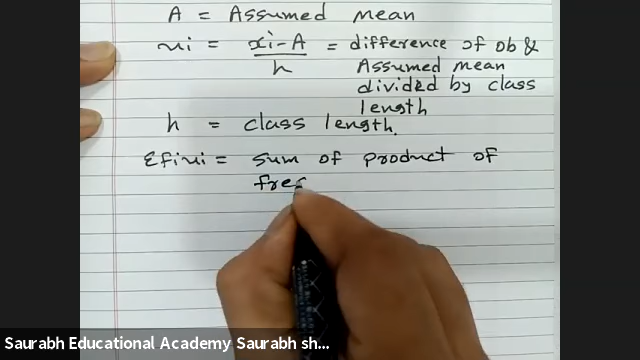 A = Assumed mean
ui = xi-A / h = difference of ob &
Assumed mean
divided by class
length
h = class length.
Σfiui = sum of product of
freq
Saurabh Educational Academy Saurabh sh...